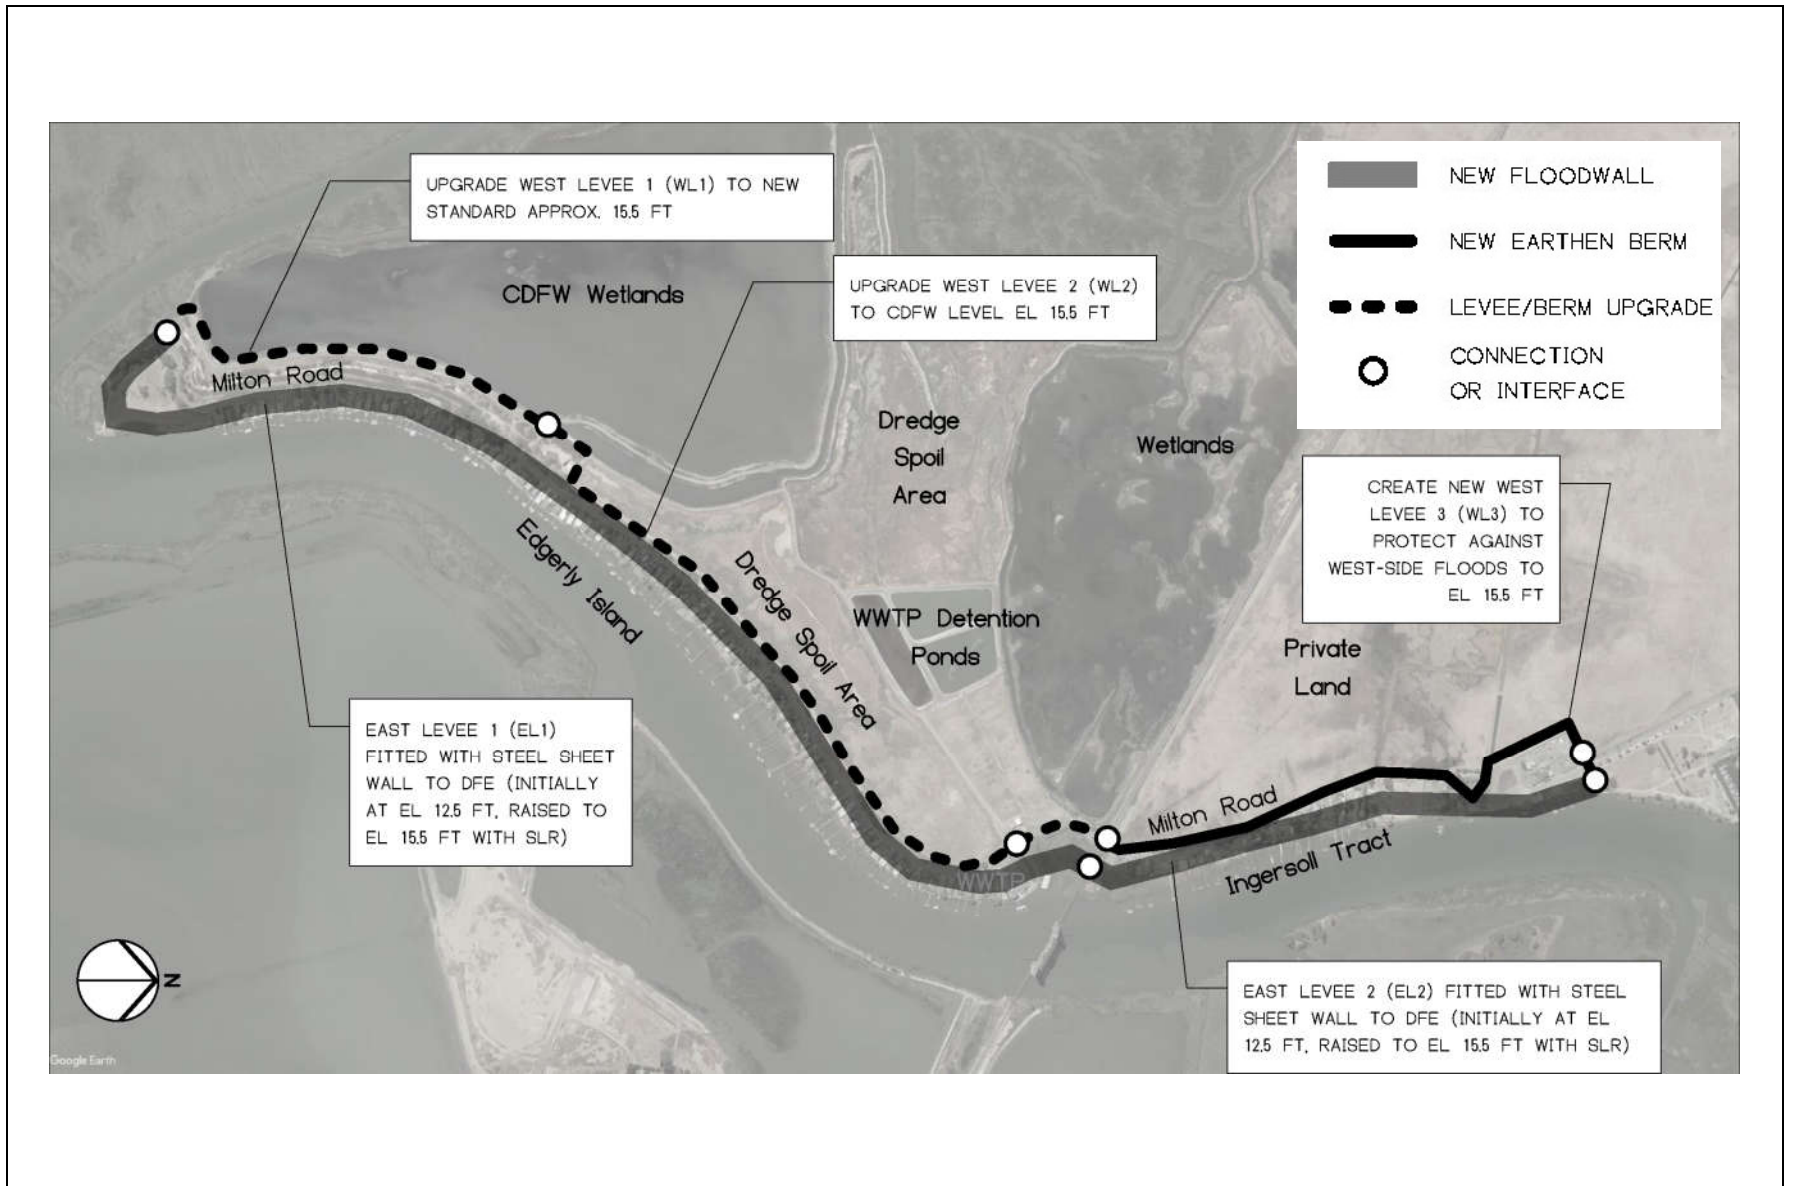 UPGRADE WEST LEVEE 1 (WL1) TO NEW
STANDARD APPROX. 15.5 FT
NEW FLOODWALL
NEW EARTHEN BERM
LEVEE/BERM UPGRADE
CONNECTION
OR INTERFACE
CDFW Wetlands
UPGRADE WEST LEVEE 2 (WL2)
TO CDFW LEVEL EL 15.5 FT
Milton Road
Dredge
Spoil
Area
Wetlands
CREATE NEW WEST
LEVEE 3 (WL3) TO
PROTECT AGAINST
WEST-SIDE FLOODS TO
EL 15.5 FT
Edgerly Island
Dredge Spoil Area
WWTP Detention
Ponds
Private
Land
EAST LEVEE 1 (EL1)
FITTED WITH STEEL SHEET
WALL TO DFE (INITIALLY
AT EL 12.5 FT, RAISED TO
EL 15.5 FT WITH SLR)
Milton Road
Ingersoll Tract
WWTP
N
EAST LEVEE 2 (EL2) FITTED WITH STEEL
SHEET WALL TO DFE (INITIALLY AT EL
12.5 FT, RAISED TO EL 15.5 FT WITH SLR)
Google Earth